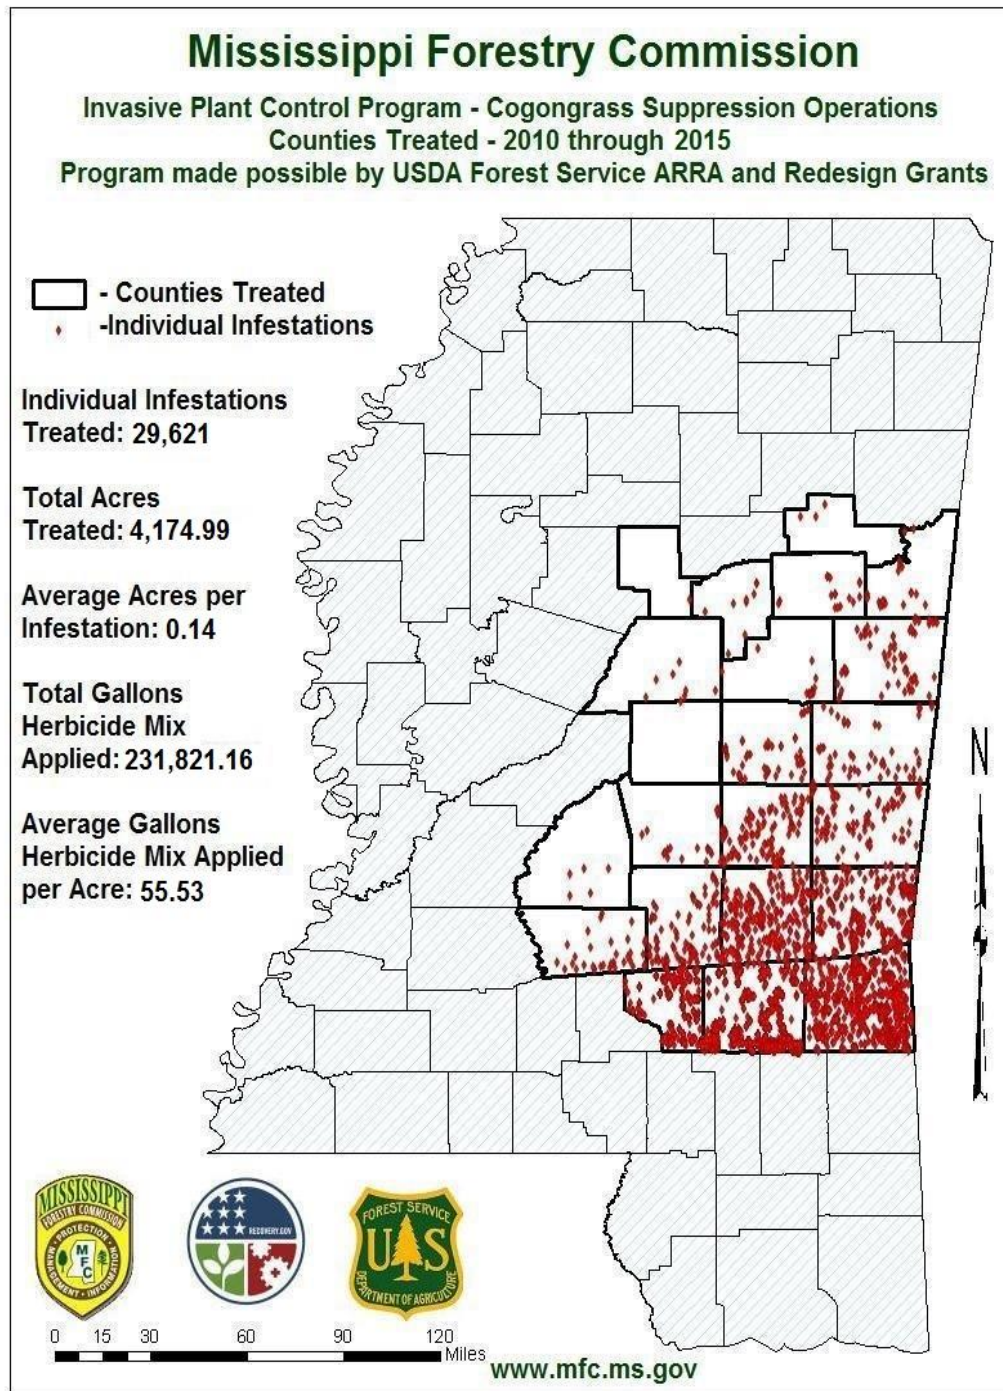 Mississippi Forestry Commission
Invasive Plant Control Program - Cogongrass Suppression Operations
Counties Treated - 2010 through 2015
Program made possible by USDA Forest Service ARRA and Redesign Grants
- Counties Treated
-Individual Infestations
Individual Infestations
Treated: 29,621
Total Acres
Treated: 4,174.99
Average Acres per
Infestation: 0.14
Total Gallons
Herbicide Mix
Applied: 231,821.16
Average Gallons
Herbicide Mix Applied
per Acre: 55.53
N
MISSISSIPPI
FORESTRY COMMISSION
PROTECTION
MANAGEMENT · INFORMATION
MFC
RECOVERY.GOV
FOREST SERVICE
UAS
DEPARTMENT OF AGRICULTURE
0 15 30 60 90 120
Miles
www.mfc.ms.gov